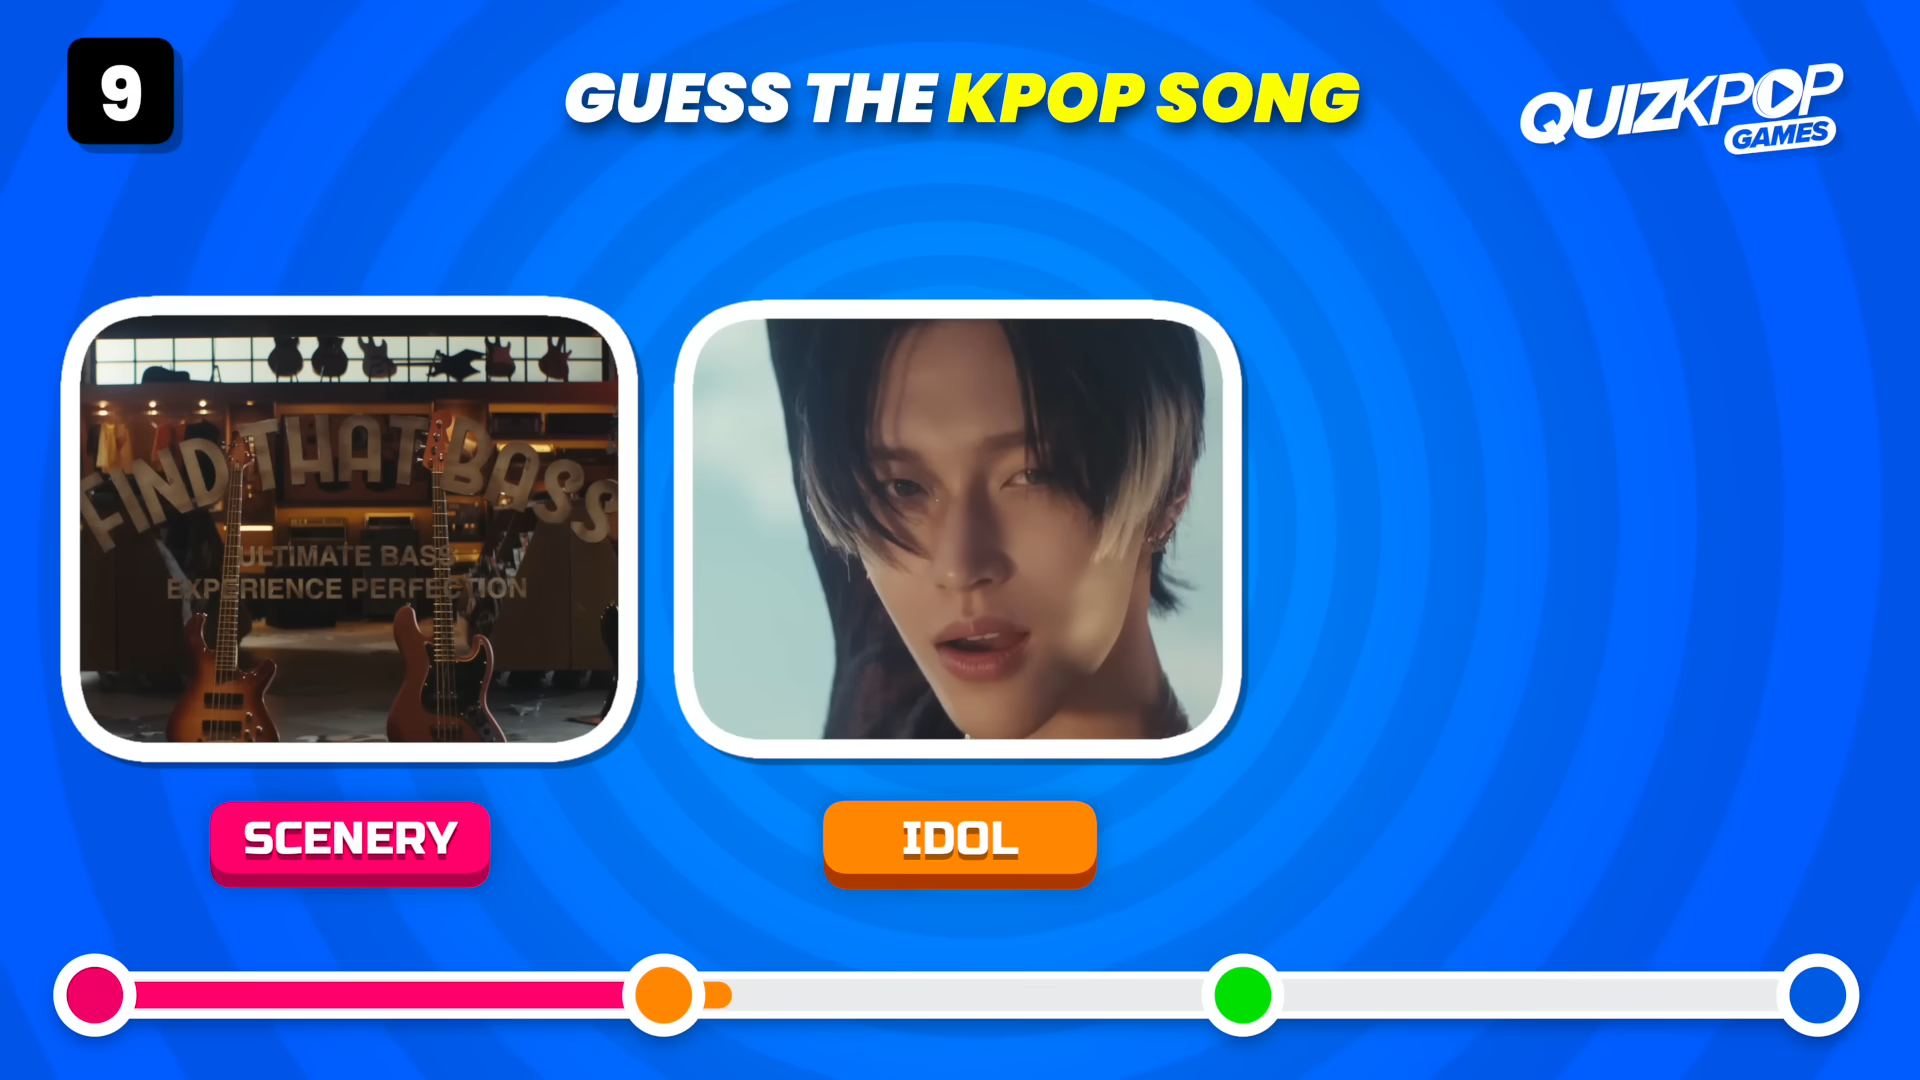 9
GUESS THE KPOP SONG
QUIZKPOP
GAMES
FIND THAT BASS
ULTIMATE BASS
EXPERIENCE PERFECTION
SCENERY
IDOL